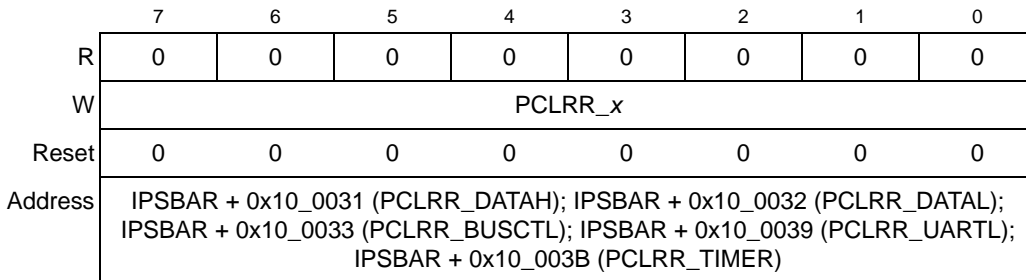 7 6 5 4 3 2 1 0
R 0 0 0 0 0 0 0 0
W PCLRR_x
Reset 0 0 0 0 0 0 0 0
Address IPSBAR + 0x10_0031 (PCLRR_DATAH); IPSBAR + 0x10_0032 (PCLRR_DATAL);
IPSBAR + 0x10_0033 (PCLRR_BUSCTL); IPSBAR + 0x10_0039 (PCLRR_UARTL);
IPSBAR + 0x10_003B (PCLRR_TIMER)